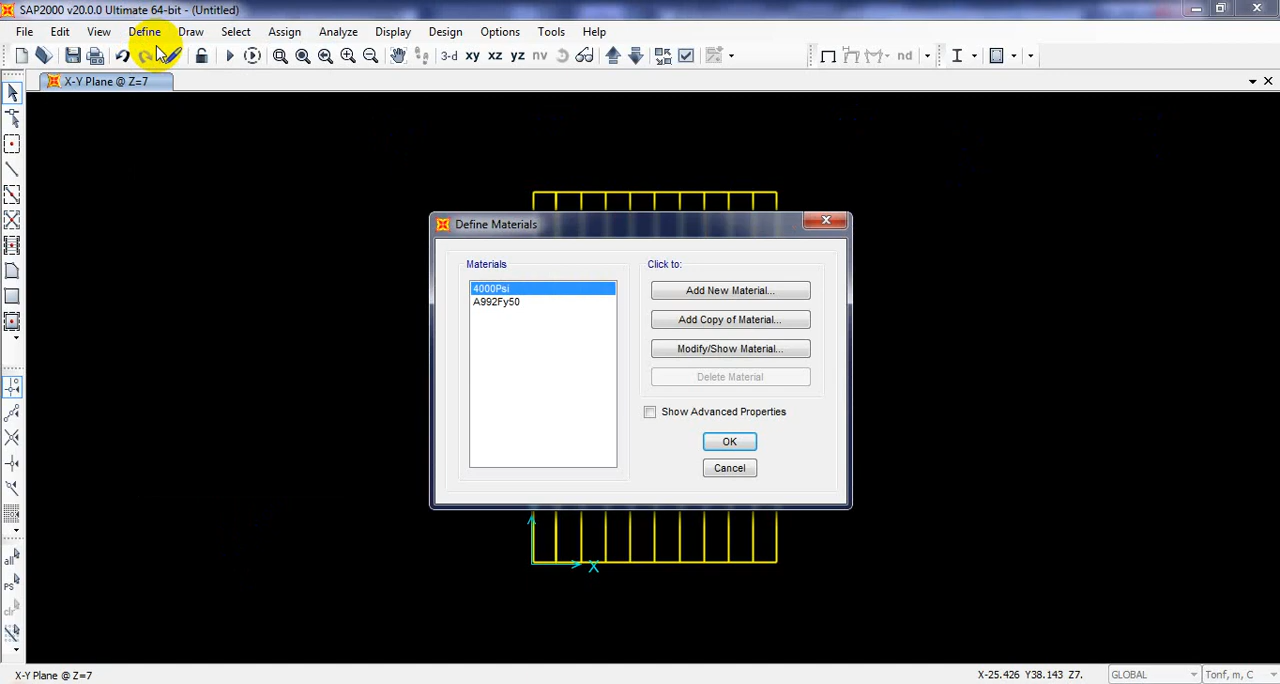 SAP2000 v20.0.0 Ultimate 64-bit - (Untitled)
File Edit View Define Draw Select Assign Analyze Display Design Options Tools Help
3-d xy xz yz nv nd
X-Y Plane @ Z=7
Define Materials
Materials
4000Psi
A992Fy50
Click to:
Add New Material...
Add Copy of Material...
Modify/Show Material...
Delete Material
Show Advanced Properties
OK
Cancel
X
all
PS
clr
X-Y Plane @ Z=7
X-25.426 Y38.143 Z7.
GLOBAL
Tonf, m, C